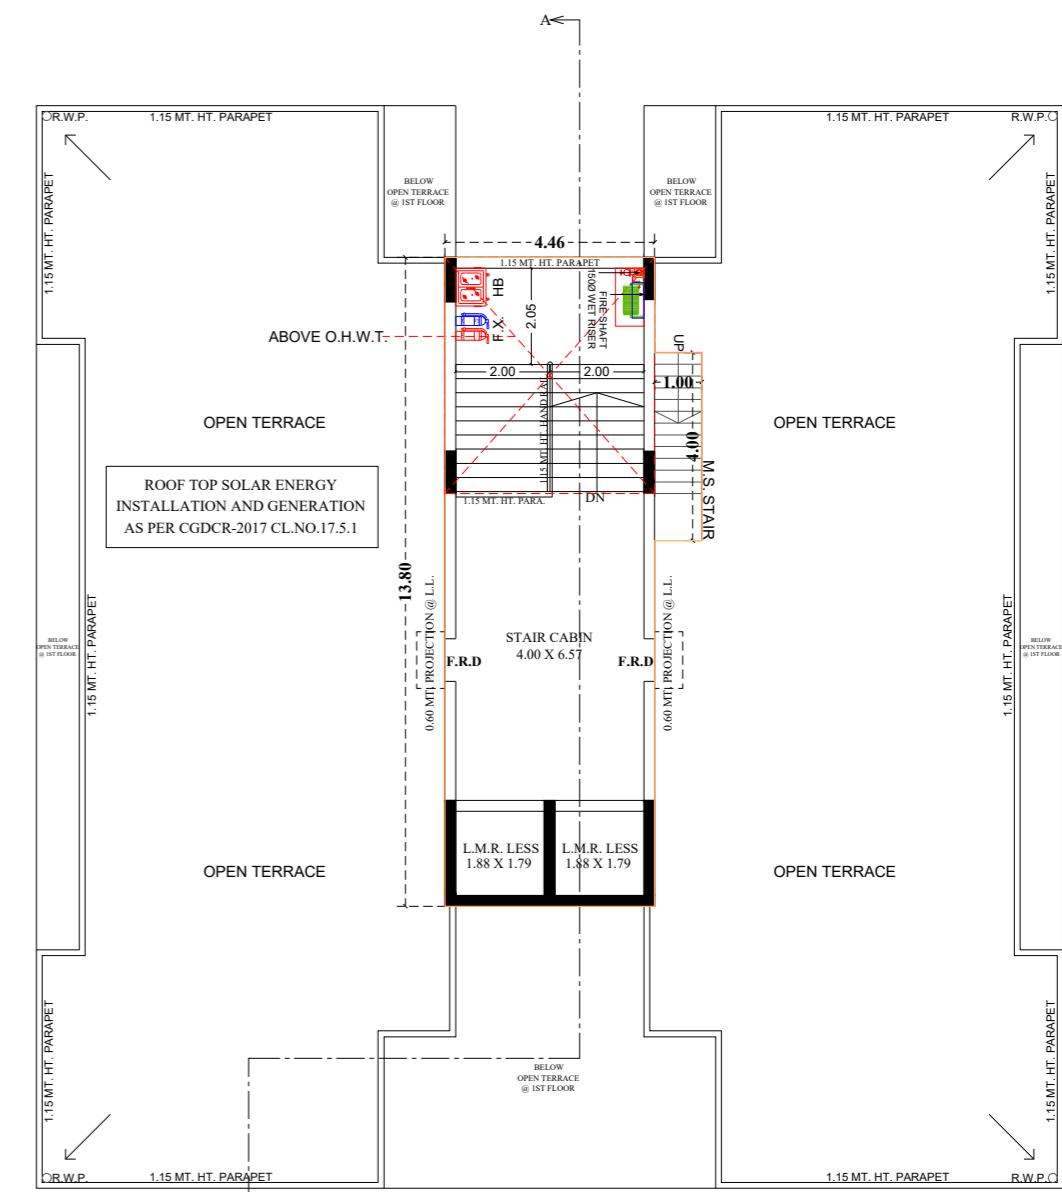 A
R.W.P.
1.15 MT. HT. PARAPET
1.15 MT. HT. PARAPET
R.W.P.
1.15 MT. HT. PARAPET
BELOW
OPEN TERRACE
@ 1ST FLOOR
BELOW
OPEN TERRACE
@ 1ST FLOOR
1.15 MT. HT. PARAPET
4.46
1.15 MT. HT. PARAPET
HB
F.X.
2.05
FIRE SHAFT
150Ø WET RISER
ABOVE O.H.W.T.
UP
2.00
2.00
1.00
4.00
1.15 MT. HT. HAND RAIL
M.S. STAIR
OPEN TERRACE
OPEN TERRACE
ROOF TOP SOLAR ENERGY
INSTALLATION AND GENERATION
AS PER CGDCR-2017 CL.NO.17.5.1
1.15 MT. HT. PARA.
DN
13.80
0.60 MT. PROJECTION @ L.L.
STAIR CABIN
4.00 X 6.57
F.R.D
F.R.D
0.60 MT. PROJECTION @ L.L.
BELOW
OPEN TERRACE
@ 1ST FLOOR
1.15 MT. HT. PARAPET
1.15 MT. HT. PARAPET
BELOW
OPEN TERRACE
@ 1ST FLOOR
L.M.R. LESS
1.88 X 1.79
L.M.R. LESS
1.88 X 1.79
OPEN TERRACE
OPEN TERRACE
1.15 MT. HT. PARAPET
1.15 MT. HT. PARAPET
BELOW
OPEN TERRACE
@ 1ST FLOOR
R.W.P.
1.15 MT. HT. PARAPET
1.15 MT. HT. PARAPET
R.W.P.